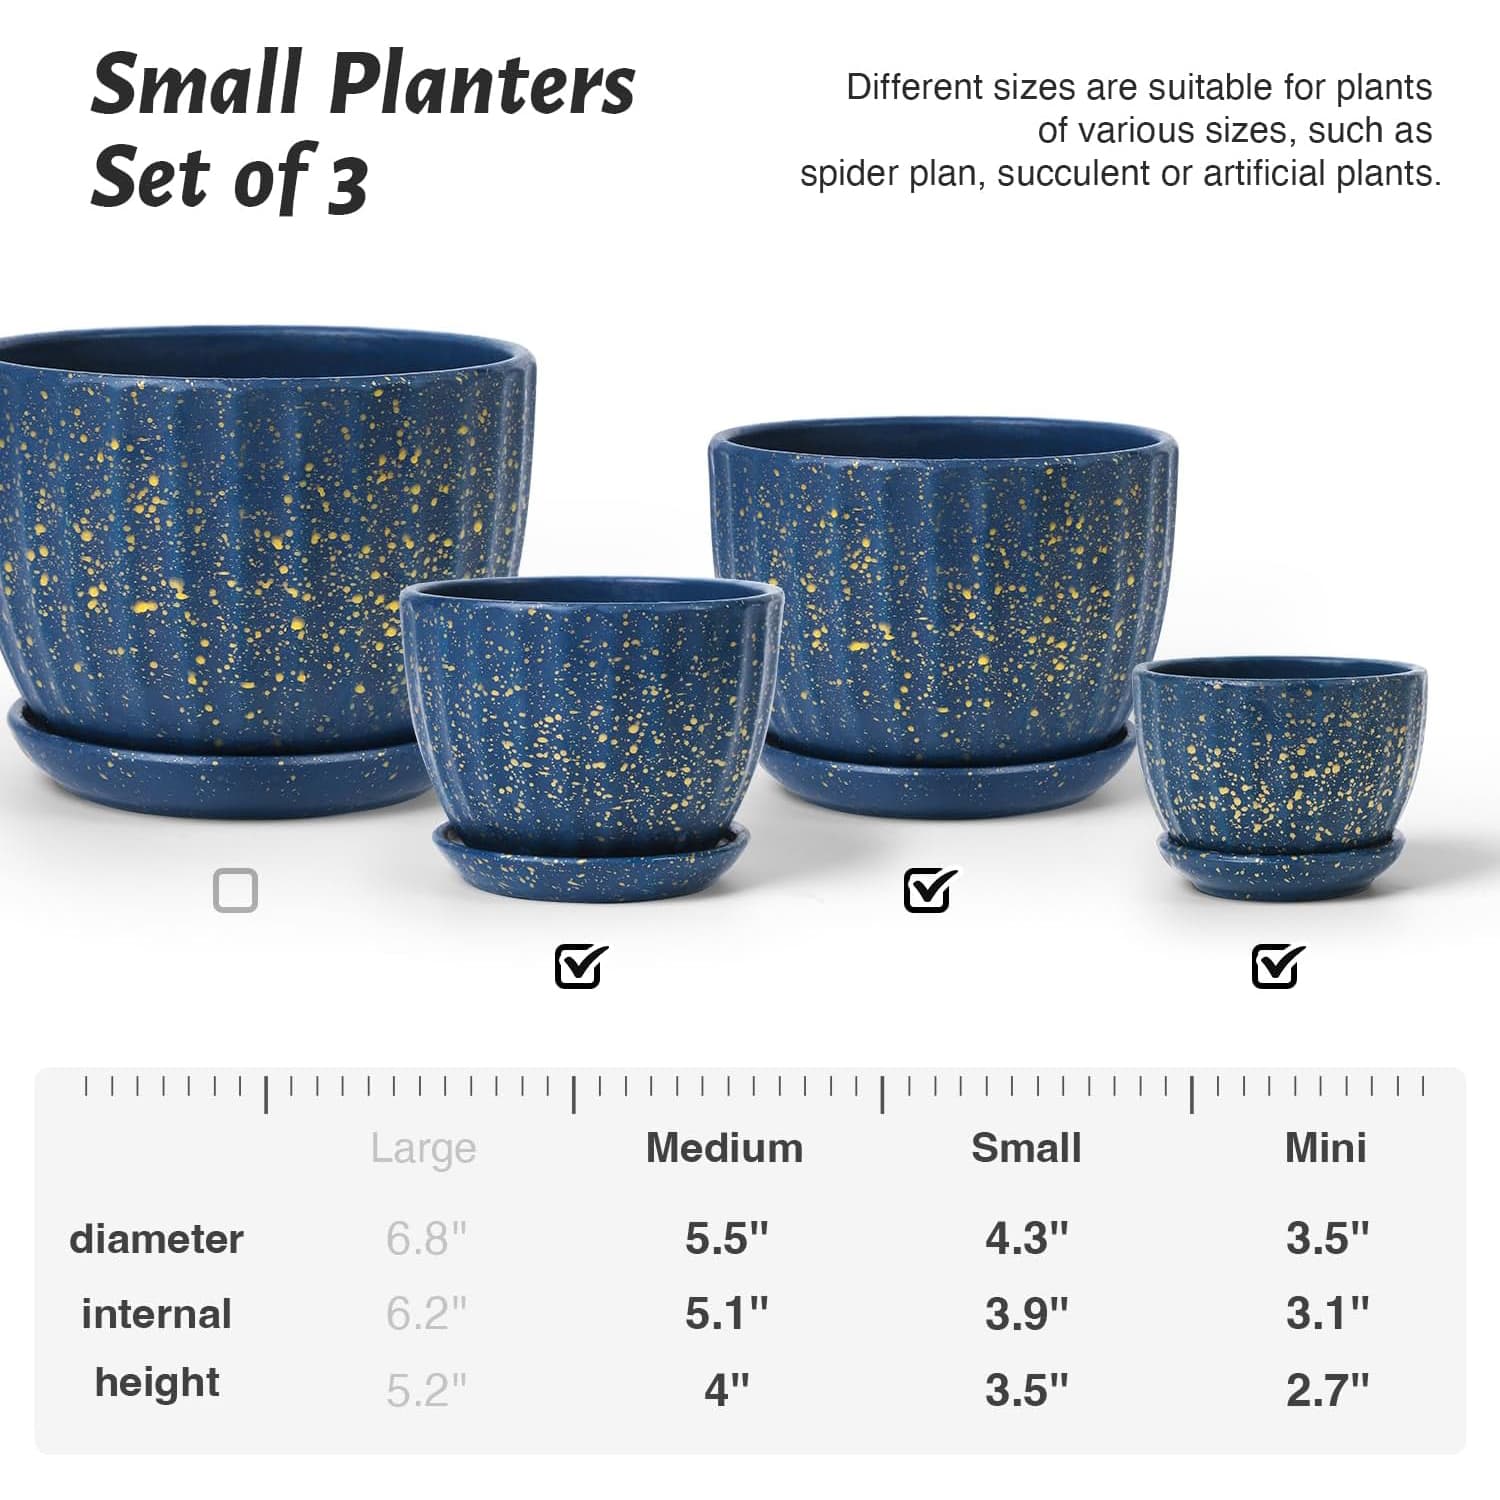 Small Planters
Set of 3
Different sizes are suitable for plants
of various sizes, such as
spider plan, succulent or artificial plants.
Large Medium Small Mini
diameter 6.8" 5.5" 4.3" 3.5"
internal 6.2" 5.1" 3.9" 3.1"
height 5.2" 4" 3.5" 2.7"